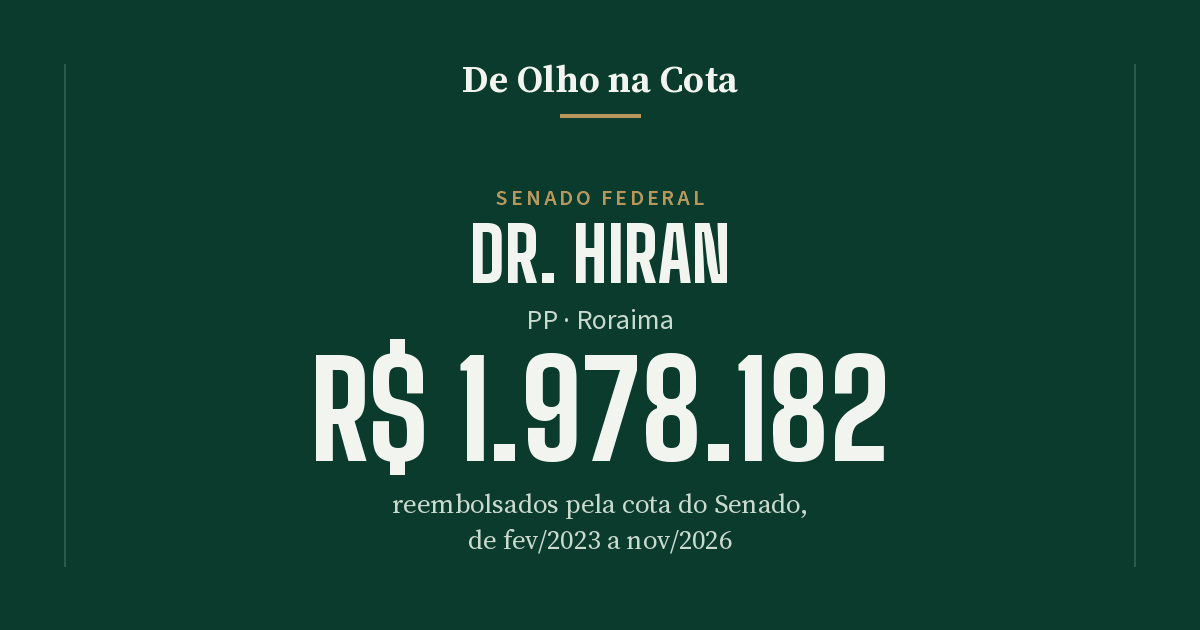 De Olho na Cota
SENADO FEDERAL
DR. HIRAN
PP · Roraima
R$ 1.978.182
reembolsados pela cota do Senado,
de fev/2023 a nov/2026